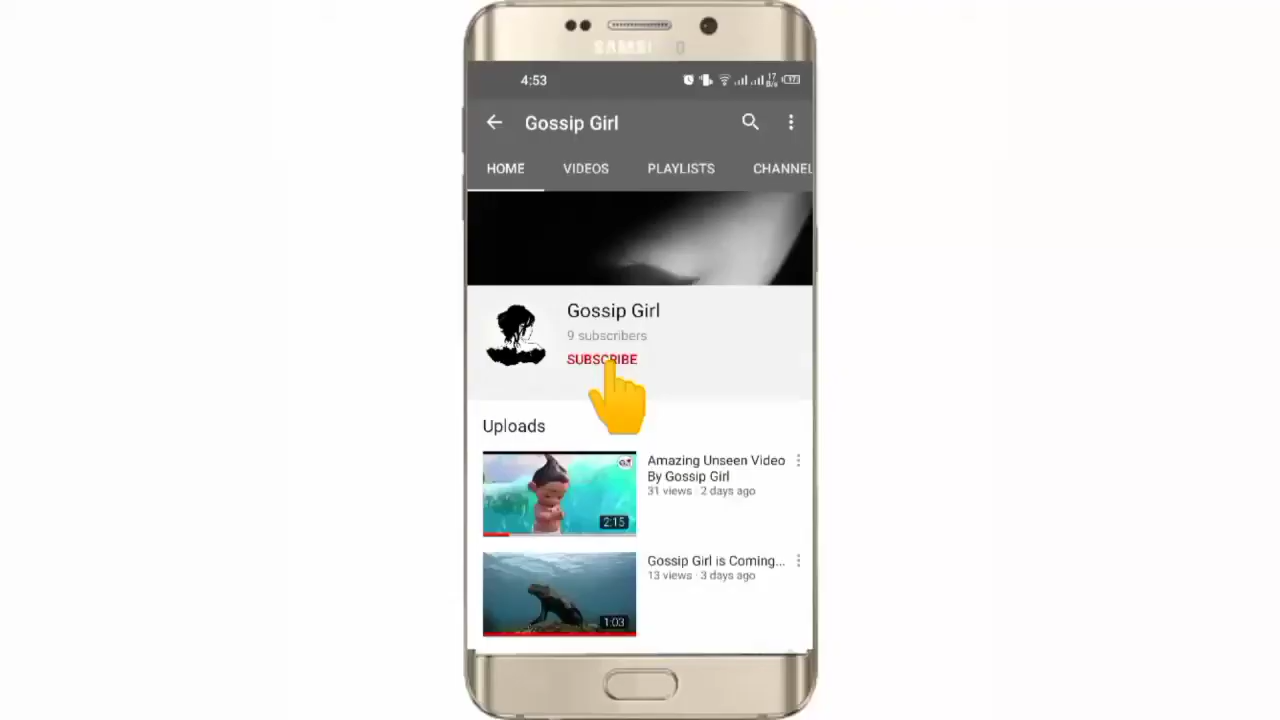 4:53
17
B/s
17
Gossip Girl
HOME VIDEOS PLAYLISTS CHANNEL
Gossip Girl
9 subscribers
SUBSCRIBE
Uploads
Amazing Unseen Video
By Gossip Girl
31 views · 2 days ago
2:15
Gossip Girl is Coming...
13 views · 3 days ago
1:03